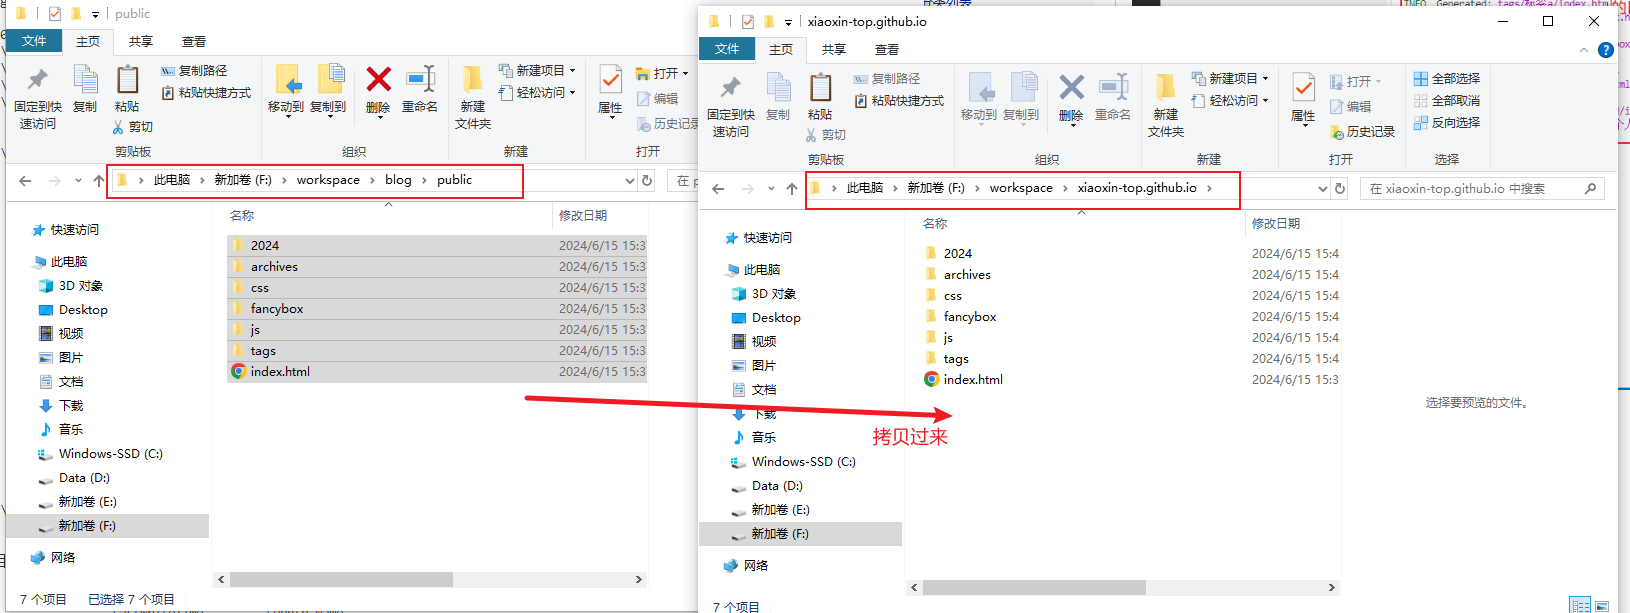 public
文件 主页 共享 查看
固定到快速访问
复制
粘贴
复制路径
粘贴快捷方式
剪切
剪贴板
移动到 复制到 删除 重命名
组织
新建文件夹
新建项目
轻松访问
新建
属性
打开
编辑
历史记录
打开
此电脑 新加卷 (F:) workspace blog public
在 p
名称 修改日期
快速访问
此电脑
3D 对象
Desktop
视频
图片
文档
下载
音乐
Windows-SSD (C:)
Data (D:)
新加卷 (E:)
新加卷 (F:)
网络
2024 2024/6/15 15:3
archives 2024/6/15 15:3
css 2024/6/15 15:3
fancybox 2024/6/15 15:3
js 2024/6/15 15:3
tags 2024/6/15 15:3
index.html 2024/6/15 15:3
7 个项目 已选择 7 个项目
xiaoxin-top.github.io
文件 主页 共享 查看
固定到快速访问
复制
粘贴
复制路径
粘贴快捷方式
剪切
剪贴板
移动到 复制到 删除 重命名
组织
新建文件夹
新建项目
轻松访问
新建
属性
打开
编辑
历史记录
打开
全部选择
全部取消
反向选择
选择
此电脑 新加卷 (F:) workspace xiaoxin-top.github.io
在 xiaoxin-top.github.io 中搜索
名称 修改日期
快速访问
此电脑
3D 对象
Desktop
视频
图片
文档
下载
音乐
Windows-SSD (C:)
Data (D:)
新加卷 (E:)
新加卷 (F:)
网络
2024 2024/6/15 15:4
archives 2024/6/15 15:4
css 2024/6/15 15:4
fancybox 2024/6/15 15:4
js 2024/6/15 15:4
tags 2024/6/15 15:4
index.html 2024/6/15 15:3
选择要预览的文件。
7 个项目
拷贝过来